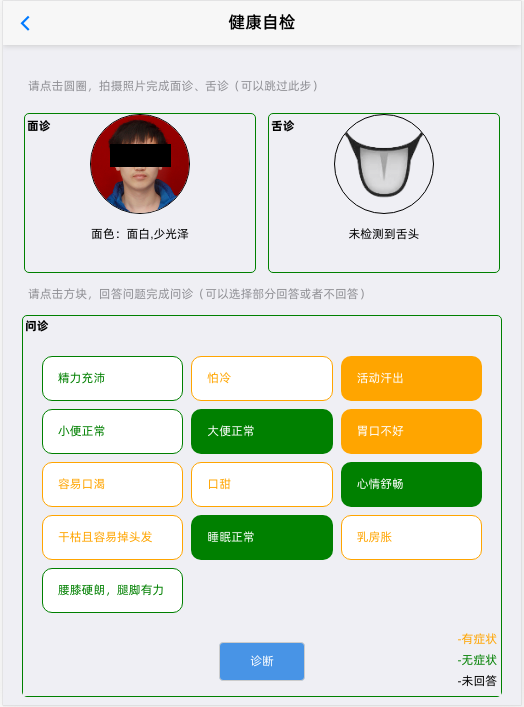 健康自检
请点击圆圈，拍摄照片完成面诊、舌诊（可以跳过此步）
面诊
舌诊
面色：面白,少光泽
未检测到舌头
请点击方块，回答问题完成问诊（可以选择部分回答或者不回答）
问诊
精力充沛 怕冷 活动汗出
小便正常 大便正常 胃口不好
容易口渴 口甜 心情舒畅
干枯且容易掉头发 睡眠正常 乳房胀
腰膝硬朗，腿脚有力
-有症状
诊断
-无症状
-未回答